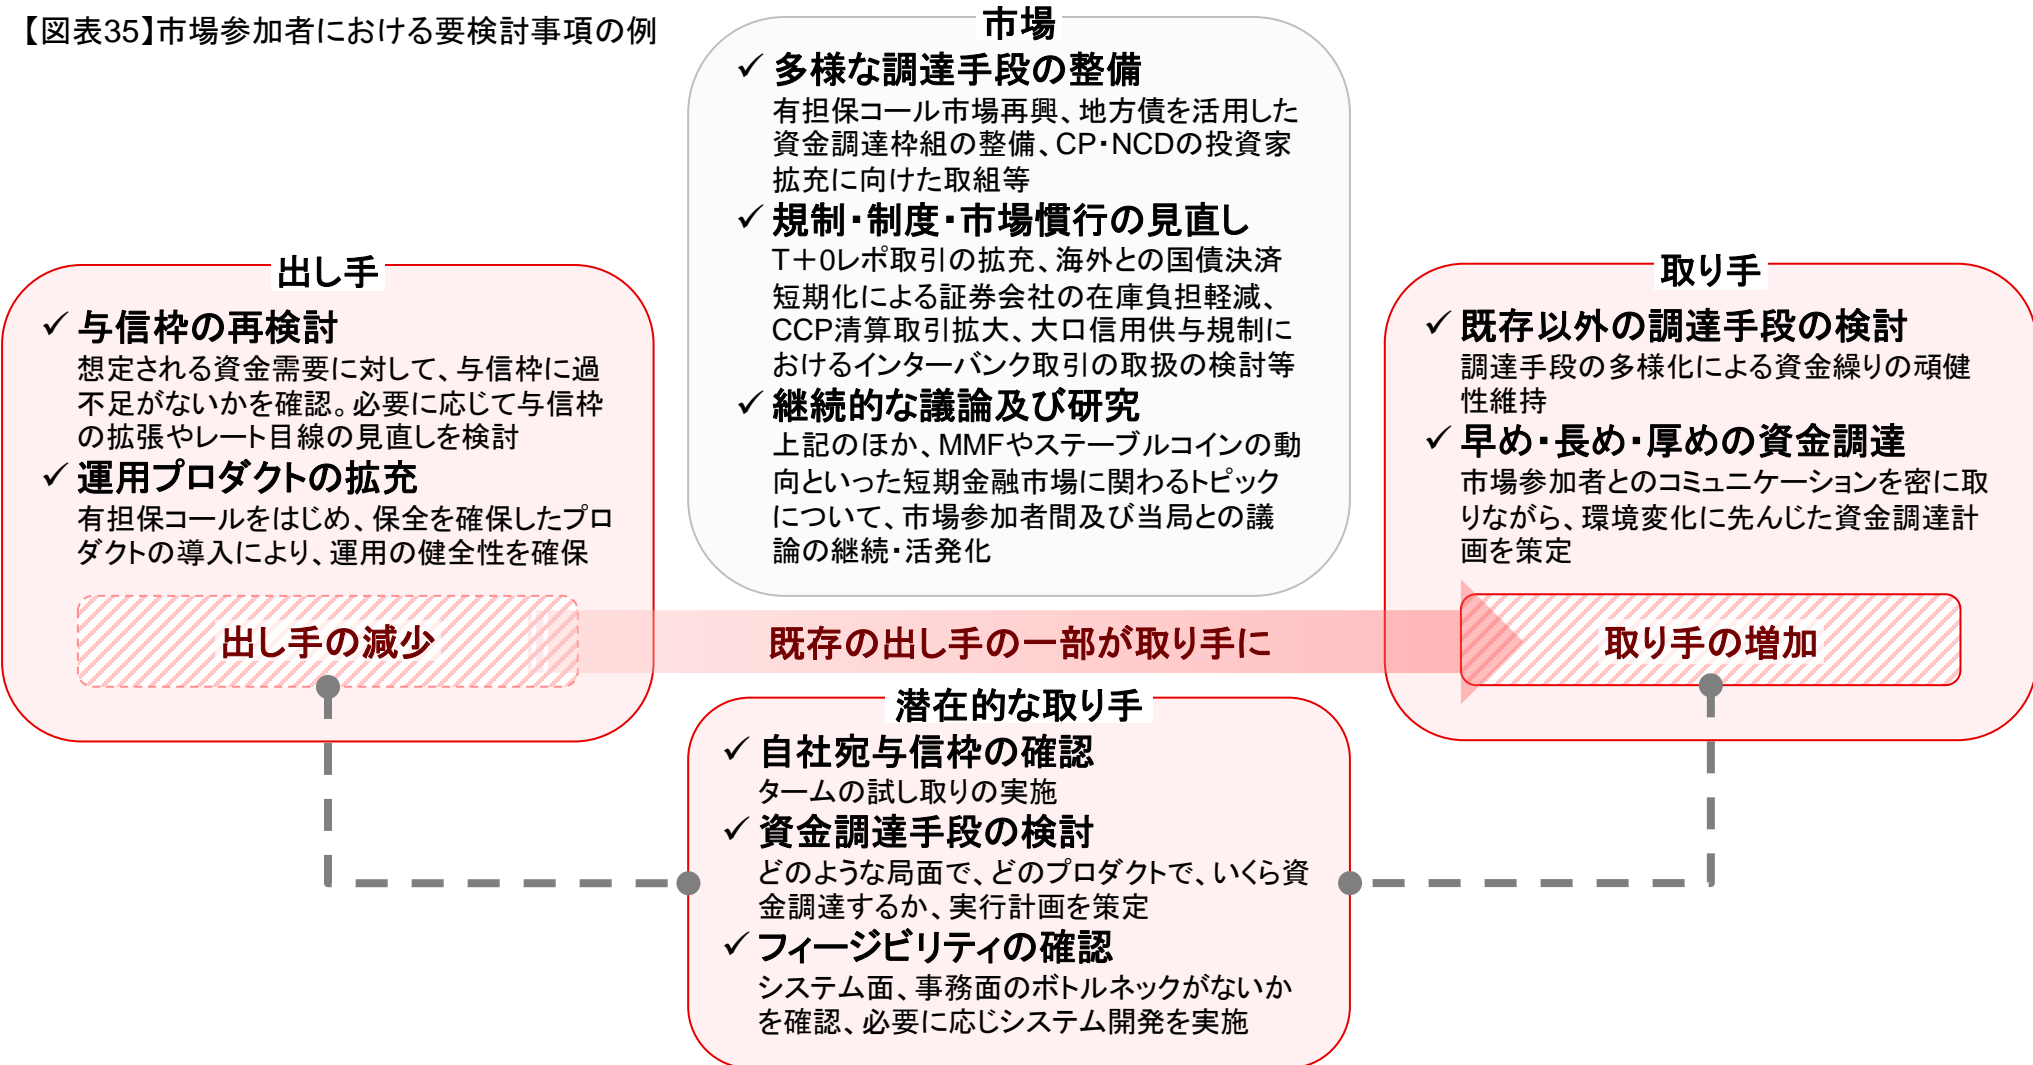 【図表35】市場参加者における要検討事項の例
市場
✓ 多様な調達手段の整備
有担保コール市場再興、地方債を活用した
資金調達枠組の整備、CP・NCDの投資家
拡充に向けた取組等
✓ 規制・制度・市場慣行の見直し
T＋0レポ取引の拡充、海外との国債決済
短期化による証券会社の在庫負担軽減、
CCP清算取引拡大、大口信用供与規制に
おけるインターバンク取引の取扱の検討等
✓ 継続的な議論及び研究
上記のほか、MMFやステーブルコインの動
向といった短期金融市場に関わるトピック
について、市場参加者間及び当局との議
論の継続・活発化
出し手
✓ 与信枠の再検討
想定される資金需要に対して、与信枠に過
不足がないかを確認。必要に応じて与信枠
の拡張やレート目線の見直しを検討
✓ 運用プロダクトの拡充
有担保コールをはじめ、保全を確保したプロ
ダクトの導入により、運用の健全性を確保
出し手の減少
既存の出し手の一部が取り手に
取り手
✓ 既存以外の調達手段の検討
調達手段の多様化による資金繰りの頑健
性維持
✓ 早め・長め・厚めの資金調達
市場参加者とのコミュニケーションを密に取
りながら、環境変化に先んじた資金調達計
画を策定
取り手の増加
潜在的な取り手
✓ 自社宛与信枠の確認
タームの試し取りの実施
✓ 資金調達手段の検討
どのような局面で、どのプロダクトで、いくら資
金調達するか、実行計画を策定
✓ フィージビリティの確認
システム面、事務面のボトルネックがないか
を確認、必要に応じシステム開発を実施